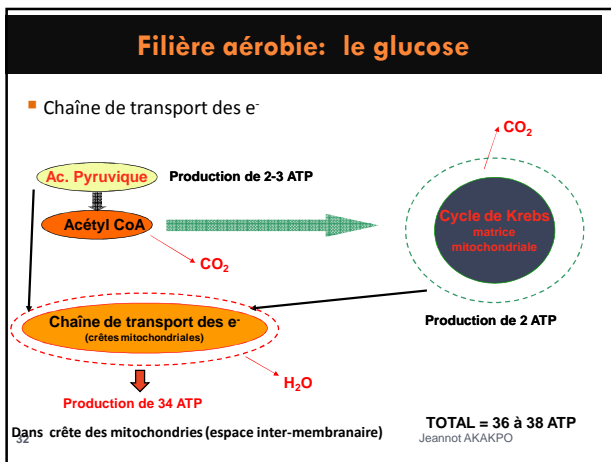 Filière aérobie: le glucose
Chaîne de transport des e-
CO2
Ac. Pyruvique
Production de 2-3 ATP
Acétyl CoA
Cycle de Krebs
matrice
mitochondriale
CO2
Chaîne de transport des e-
(crêtes mitochondriales)
Production de 2 ATP
H2O
Production de 34 ATP
TOTAL = 36 à 38 ATP
Dans crête des mitochondries (espace inter-membranaire)
Jeannot AKAKPO
32